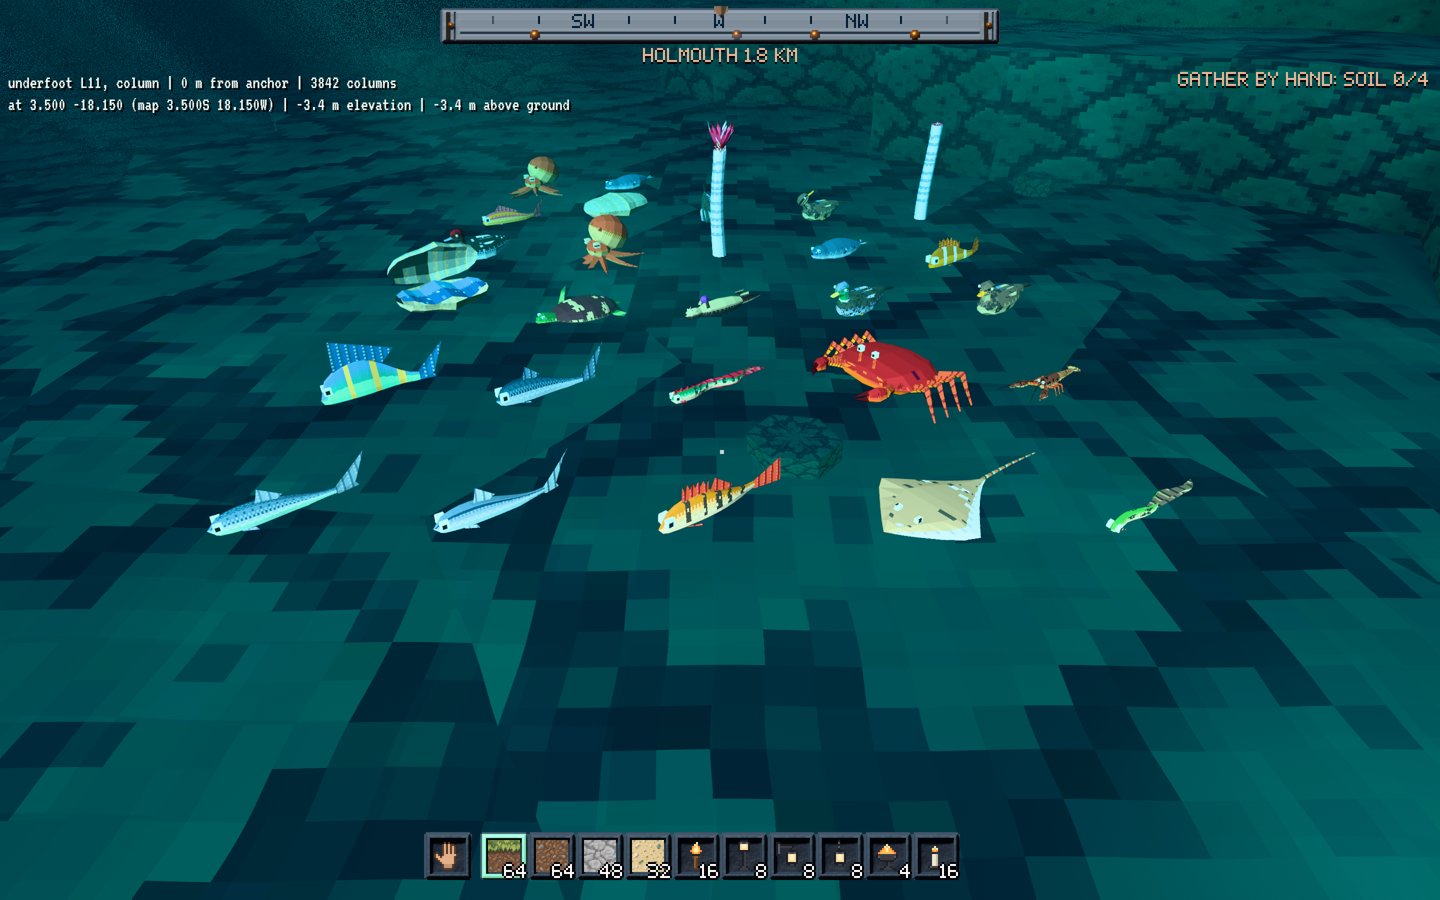 SW W NW
HOLMOUTH 1.8 KM
underfoot L11, column | 0 m from anchor | 3842 columns
GATHER BY HAND: SOIL 0/4
at 3.500 -18.150 (map 3.500S 18.150W) | -3.4 m elevation | -3.4 m above ground
64 64 48 32 16 8 8 8 4 16